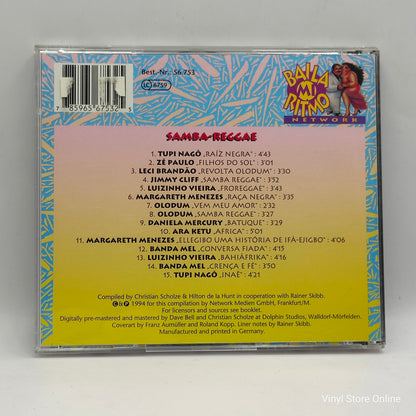 Best.-Nr.: 56.753
LC 6759
7 85965 67532 5
BAILA
MI
RITMO
NETWORK
SAMBA-REGGAE
1. TUPI NAGÔ „RAÍZ NEGRA“ 4'43
2. ZÉ PAULO „FILHOS DO SOL“ 3'01
3. LECI BRANDÃO „REVOLTA OLODUM“ 3'30
4. JIMMY CLIFF „SAMBA REGGAE“ 3'52
5. LUIZINHO VIEIRA „FROREGGAE“ 3'43
6. MARGARETH MENEZES „RAÇA NEGRA“ 3'35
7. OLODUM „VEM MEU AMOR“ 2'32
8. OLODUM „SAMBA REGGAE“ 3'33
9. DANIELA MERCURY „BATUQUE“ 3'29
10. ARA KETU „AFRICA“ 5'01
11. MARGARETH MENEZES „ELLEGIBO UMA HISTÓRIA DE IFÁ-EJIGBO“ 4'06
12. BANDA MEL „CONVERSA FIADA“ 4'15
13. LUIZINHO VIEIRA „BAHIÁFRIKA“ 4'10
14. BANDA MEL „CRENÇA E FÉ“ 3'50
15. TUPI NAGÔ „INAÊ“ 4'21
Compiled by Christian Scholze & Hilton de la Hunt in cooperation with Rainer Skibb.
©&℗ 1994 for this compilation by Network Medien GmbH, Frankfurt/M.
For licensors and sources see booklet.
Digitally pre-mastered and mastered by Dave Bell and Christian Scholze at Dolphin Studios, Walldorf-Mörfelden.
Coverart by Franz Aumüller and Roland Kopp. Liner notes by Rainer Skibb.
Manufactured and printed in Germany.
Vinyl Store Online